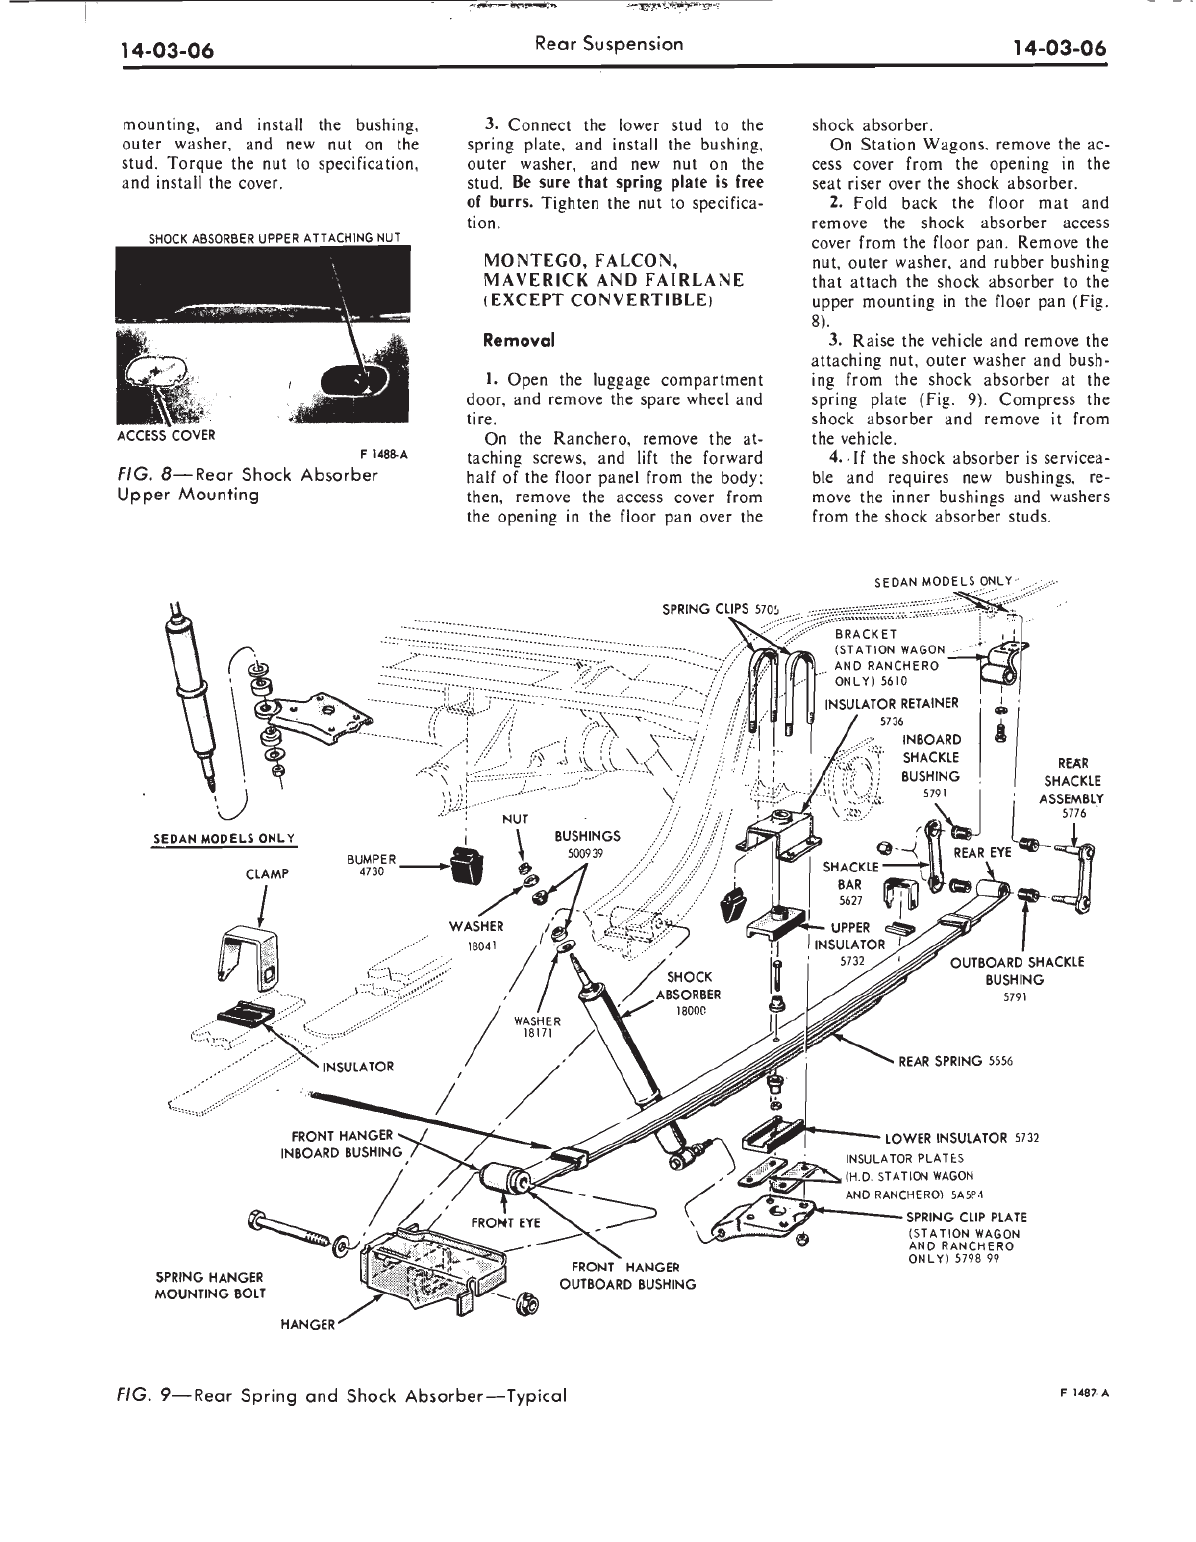 14-03-06
Rear Suspension
14-03-06
mounting, and install the bushing,
outer washer, and new nut on the
stud. Torque the nut to specification,
and install the cover.
SHOCK ABSORBER UPPER ATTACHING NUT
ACCESS COVER
F 1488-A
FIG. 8—Rear Shock Absorber
Upper Mounting
3. Connect the lower stud to the
spring plate, and install the bushing,
outer washer, and new nut on the
stud. Be sure that spring plate is free
of burrs. Tighten the nut to specifica-
tion.
MONTEGO, FALCON,
MAVERICK AND FAIRLANE
(EXCEPT CONVERTIBLE)
Removal
1. Open the luggage compartment
door, and remove the spare wheel and
tire.
On the Ranchero, remove the at-
taching screws, and lift the forward
half of the floor panel from the body;
then, remove the access cover from
the opening in the floor pan over the
shock absorber.
On Station Wagons, remove the ac-
cess cover from the opening in the
seat riser over the shock absorber.
2. Fold back the floor mat and
remove the shock absorber access
cover from the floor pan. Remove the
nut, outer washer, and rubber bushing
that attach the shock absorber to the
upper mounting in the floor pan (Fig.
8).
3. Raise the vehicle and remove the
attaching nut, outer washer and bush-
ing from the shock absorber at the
spring plate (Fig. 9). Compress the
shock absorber and remove it from
the vehicle.
4. If the shock absorber is servicea-
ble and requires new bushings, re-
move the inner bushings and washers
from the shock absorber studs.
SEDAN MODELS ONLY
SPRING CLIPS 5705
BRACKET
(STATION WAGON
AND RANCHERO
ONLY) 5610
INSULATOR RETAINER
5736
INBOARD
SHACKLE
BUSHING
5791
REAR
SHACKLE
ASSEMBLY
5776
SEDAN MODELS ONLY
NUT
BUSHINGS
500939
BUMPER
4730
REAR EYE
SHACKLE
BAR
5627
CLAMP
WASHER
18041
UPPER
INSULATOR
5732
OUTBOARD SHACKLE
BUSHING
5791
SHOCK
ABSORBER
18000
WASHER
18171
INSULATOR
REAR SPRING 5556
FRONT HANGER
INBOARD BUSHING
LOWER INSULATOR 5732
INSULATOR PLATES
(H.D. STATION WAGON
AND RANCHERO)
SPRING CLIP PLATE
(STATION WAGON
AND RANCHERO
ONLY) 5798 99
FRONT EYE
FRONT HANGER
OUTBOARD BUSHING
SPRING HANGER
MOUNTING BOLT
HANGER
FIG. 9—Rear Spring and Shock Absorber—Typical
F 1487-A